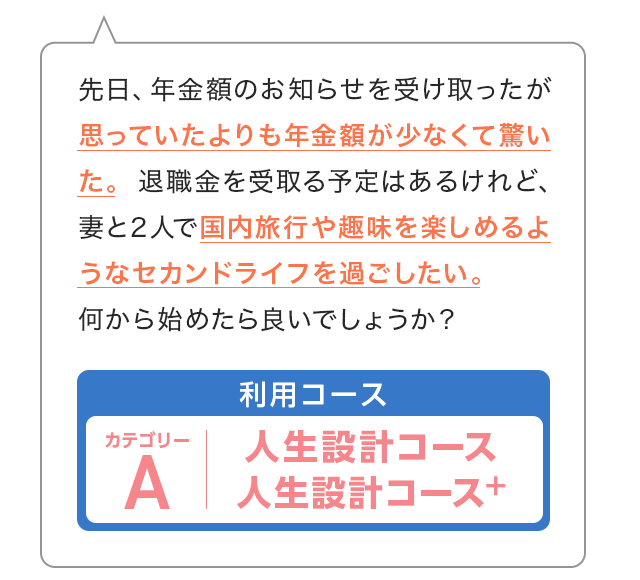 先日、年金額のお知らせを受け取ったが
思っていたよりも年金額が少なくて驚い
た。 退職金を受取る予定はあるけれど、
妻と2人で国内旅行や趣味を楽しめるよ
うなセカンドライフを過ごしたい。
何から始めたら良いでしょうか？
利用コース
カテゴリー
A
人生設計コース
人生設計コース+